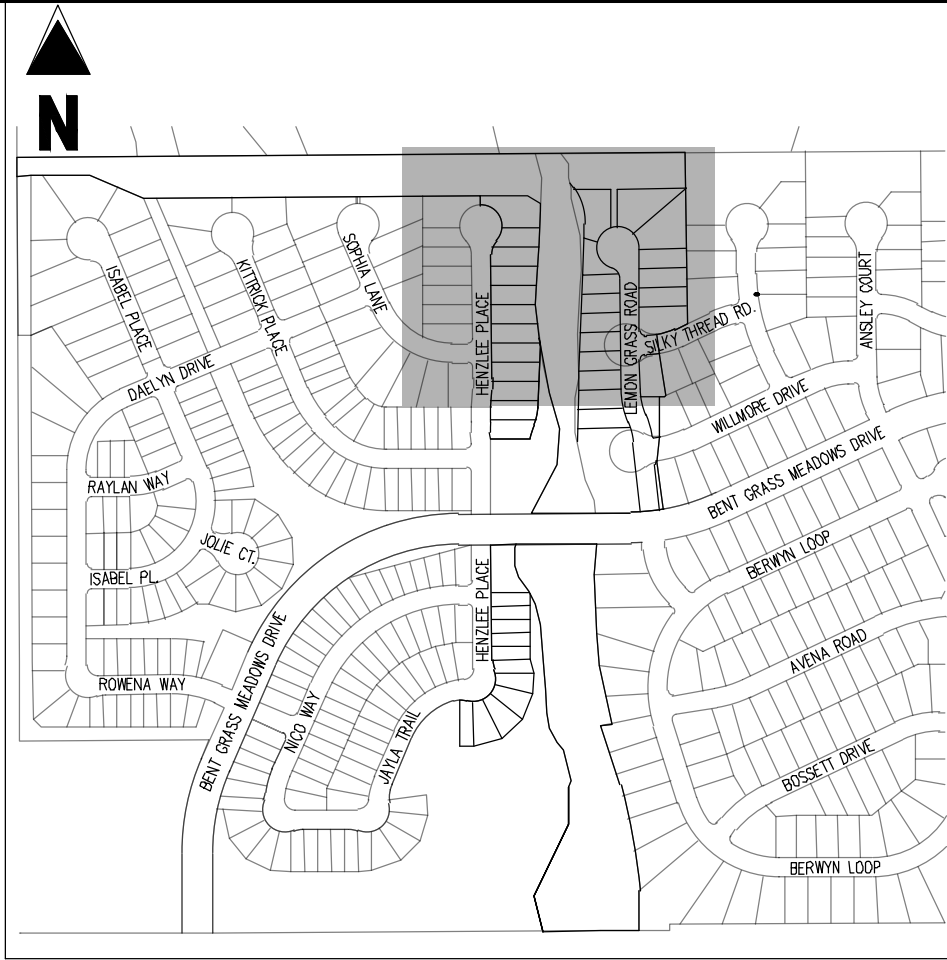 N
ISABEL PLACE
KITTRICK PLACE
SOPHIA LANE
HENZLEE PLACE
LEMON GRASS ROAD
SILKY THREAD RD.
ANSLEY COURT
DAELYN DRIVE
WILLMORE DRIVE
BENT GRASS MEADOWS DRIVE
RAYLAN WAY
JOLIE CT.
BERWYN LOOP
ISABEL PL.
HENZLEE PLACE
AVENA ROAD
ROWENA WAY
BENT GRASS MEADOWS DRIVE
NICO WAY
JAYLA TRAIL
BOSSETT DRIVE
BERWYN LOOP